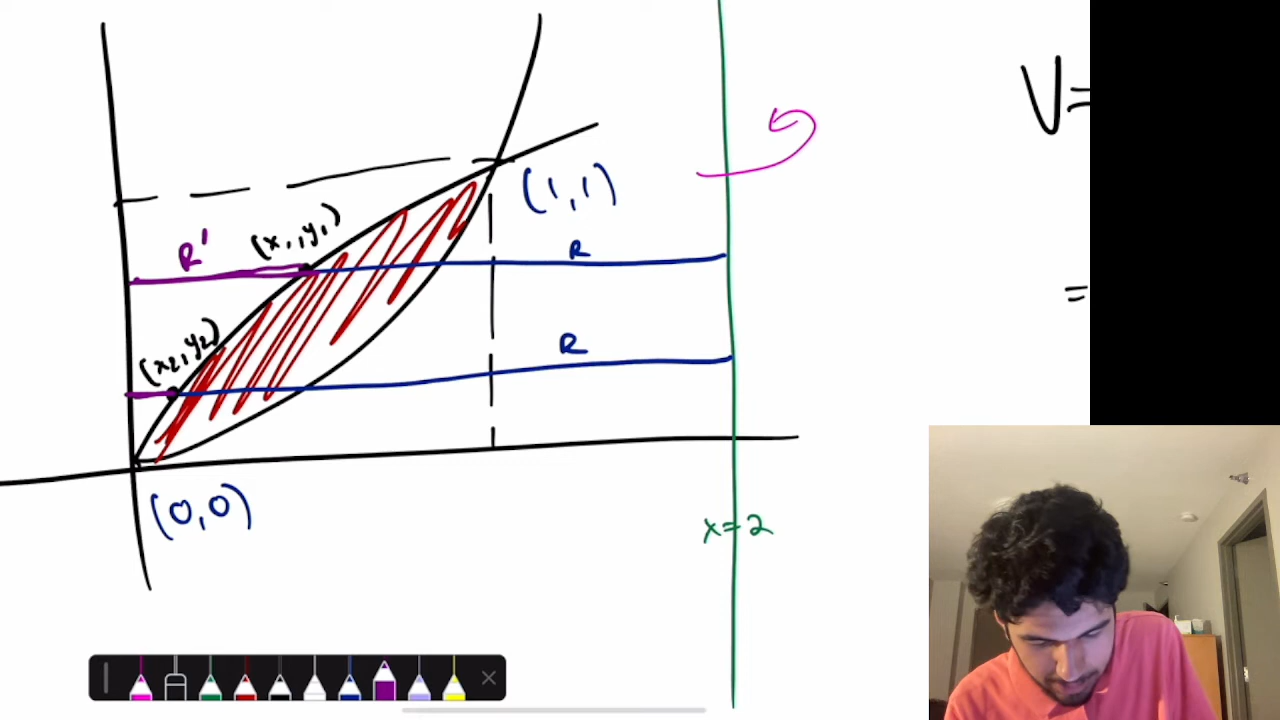 V=
(1,1)
(x₁,y₁)
R'
R
=
(x₂,y₂)
R
(0,0)
x=2